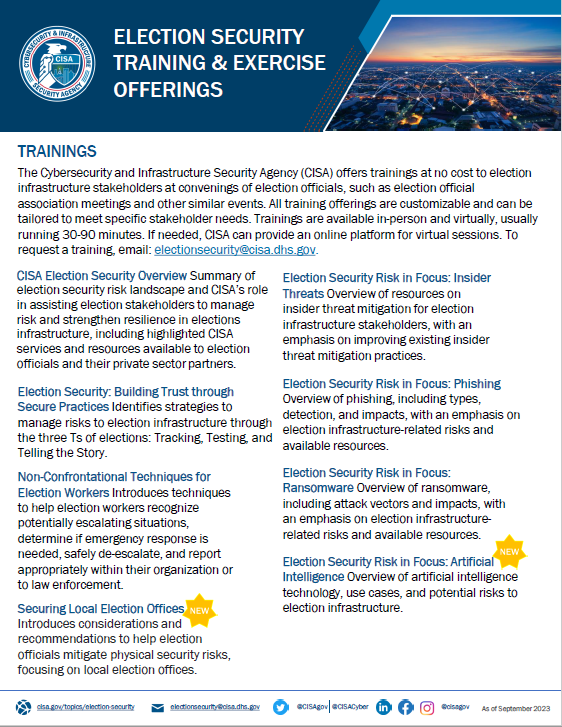 CYBERSECURITY & INFRASTRUCTURE
SECURITY AGENCY
CISA
ELECTION SECURITY
TRAINING & EXERCISE
OFFERINGS
TRAININGS
The Cybersecurity and Infrastructure Security Agency (CISA) offers trainings at no cost to election
infrastructure stakeholders at convenings of election officials, such as election official
association meetings and other similar events. All training offerings are customizable and can be
tailored to meet specific stakeholder needs. Trainings are available in-person and virtually, usually
running 30-90 minutes. If needed, CISA can provide an online platform for virtual sessions. To
request a training, email: electionsecurity@cisa.dhs.gov.
CISA Election Security Overview Summary of
election security risk landscape and CISA's role
in assisting election stakeholders to manage
risk and strengthen resilience in elections
infrastructure, including highlighted CISA
services and resources available to election
officials and their private sector partners.
Election Security: Building Trust through
Secure Practices Identifies strategies to
manage risks to election infrastructure through
the three Ts of elections: Tracking, Testing, and
Telling the Story.
Non-Confrontational Techniques for
Election Workers Introduces techniques
to help election workers recognize
potentially escalating situations,
determine if emergency response is
needed, safely de-escalate, and report
appropriately within their organization or
to law enforcement.
Securing Local Election Offices
NEW
Introduces considerations and
recommendations to help election
officials mitigate physical security risks,
focusing on local election offices.
Election Security Risk in Focus: Insider
Threats Overview of resources on
insider threat mitigation for election
infrastructure stakeholders, with an
emphasis on improving existing insider
threat mitigation practices.
Election Security Risk in Focus: Phishing
Overview of phishing, including types,
detection, and impacts, with an emphasis on
election infrastructure-related risks and
available resources.
Election Security Risk in Focus:
Ransomware Overview of ransomware,
including attack vectors and impacts, with
an emphasis on election infrastructure-
related risks and available resources.
NEW
Election Security Risk in Focus: Artificial
Intelligence Overview of artificial intelligence
technology, use cases, and potential risks to
election infrastructure.
cisa.gov/topics/election-security electionsecurity@cisa.dhs.gov @CISAgov | @CISACyber @cisagov As of September 2023